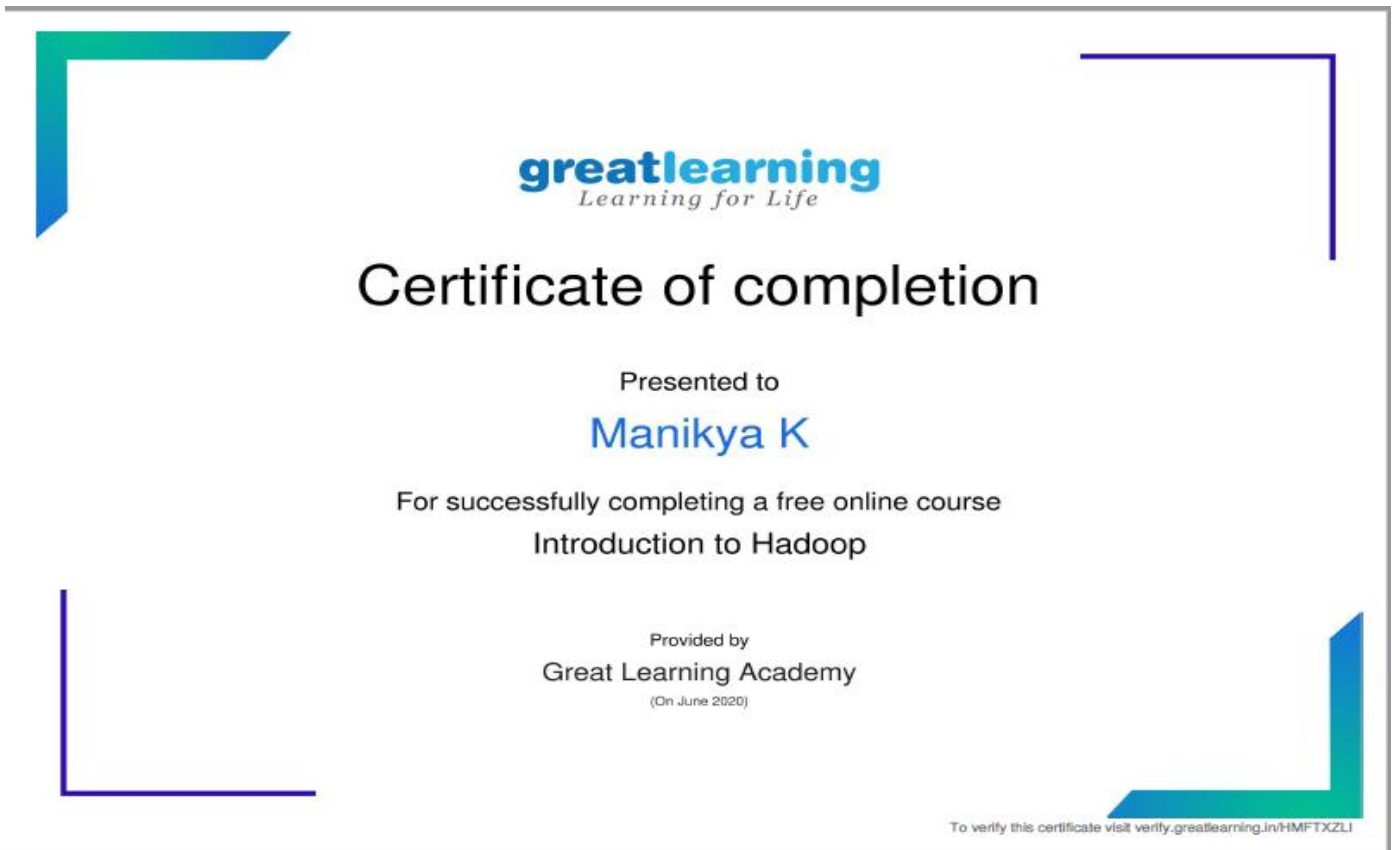 greatlearning
Learning for Life
Certificate of completion
Presented to
Manikya K
For successfully completing a free online course
Introduction to Hadoop
Provided by
Great Learning Academy
(On June 2020)
To verify this certificate visit verify.greatlearning.in/HMFTXZLI